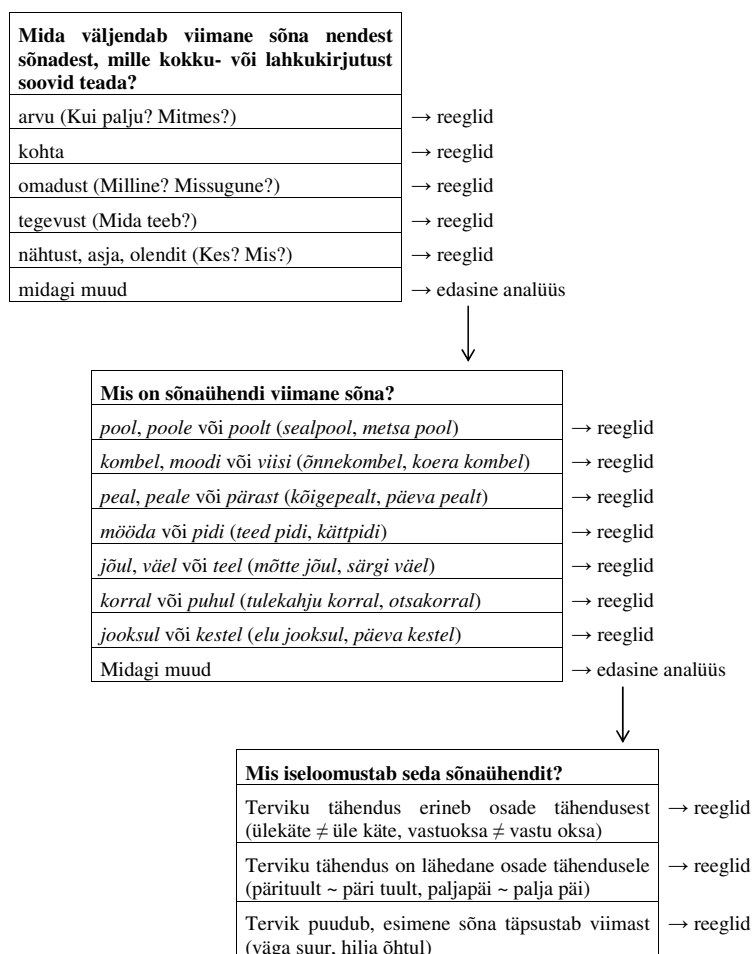 Mida väljendab viimane sõna nendest
sõnadest, mille kokku- või lahkukirjutust
soovid teada?
arvu (Kui palju? Mitmes?) → reeglid
kohta → reeglid
omadust (Milline? Missugune?) → reeglid
tegevust (Mida teeb?) → reeglid
nähtust, asja, olendit (Kes? Mis?) → reeglid
midagi muud → edasine analüüs
Mis on sõnaühendi viimane sõna?
pool, poole või poolt (sealpool, metsa pool) → reeglid
kombel, moodi või viisi (õnnekombel, koera kombel) → reeglid
peal, peale või pärast (kõigepealt, päeva pealt) → reeglid
mööda või pidi (teed pidi, kättpidi) → reeglid
jõul, väel või teel (mõtte jõul, särgi väel) → reeglid
korral või puhul (tulekahju korral, otsakorral) → reeglid
jooksul või kestel (elu jooksul, päeva kestel) → reeglid
Midagi muud → edasine analüüs
Mis iseloomustab seda sõnaühendit?
Terviku tähendus erineb osade tähendusest → reeglid
(ülekäte ≠ üle käte, vastuoksa ≠ vastu oksa)
Terviku tähendus on lähedane osade tähendusele → reeglid
(pärituult ~ päri tuult, paljapäi ~ palja päi)
Tervik puudub, esimene sõna täpsustab viimast → reeglid
(väga suur, hilja õhtul)